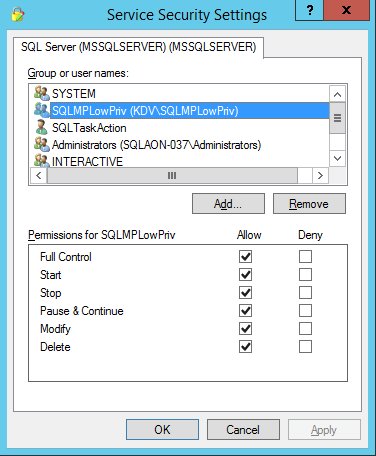 Service Security Settings
SQL Server (MSSQLSERVER) (MSSQLSERVER)
Group or user names:
SYSTEM
SQLMPLowPriv (KDV\SQLMPLowPriv)
SQLTaskAction
Administrators (SQLAON-037\Administrators)
INTERACTIVE
Add... Remove
Permissions for SQLMPLowPriv Allow Deny
Full Control
Start
Stop
Pause & Continue
Modify
Delete
OK Cancel Apply